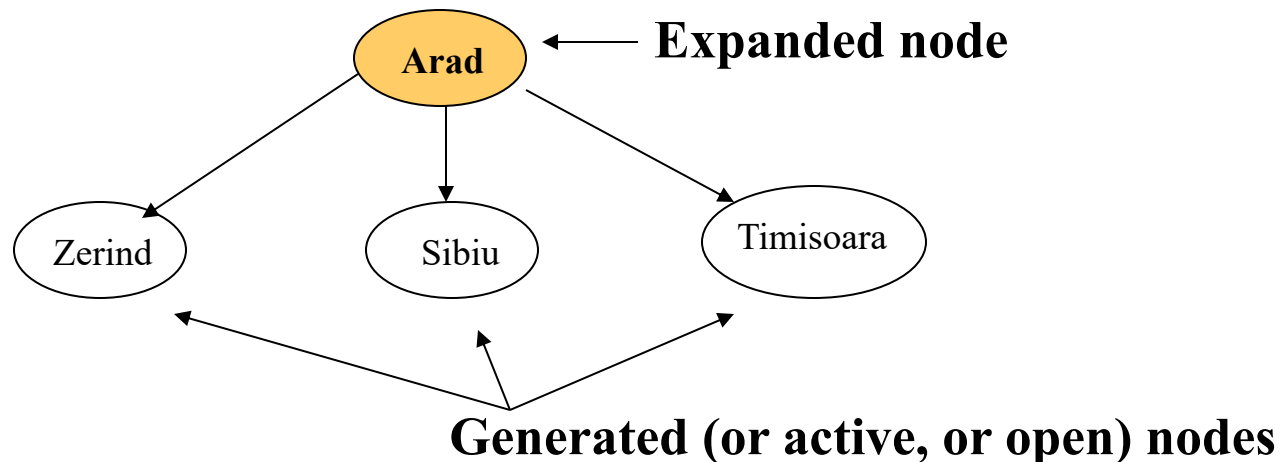 Expanded node
Arad
Zerind
Sibiu
Timisoara
Generated (or active, or open) nodes